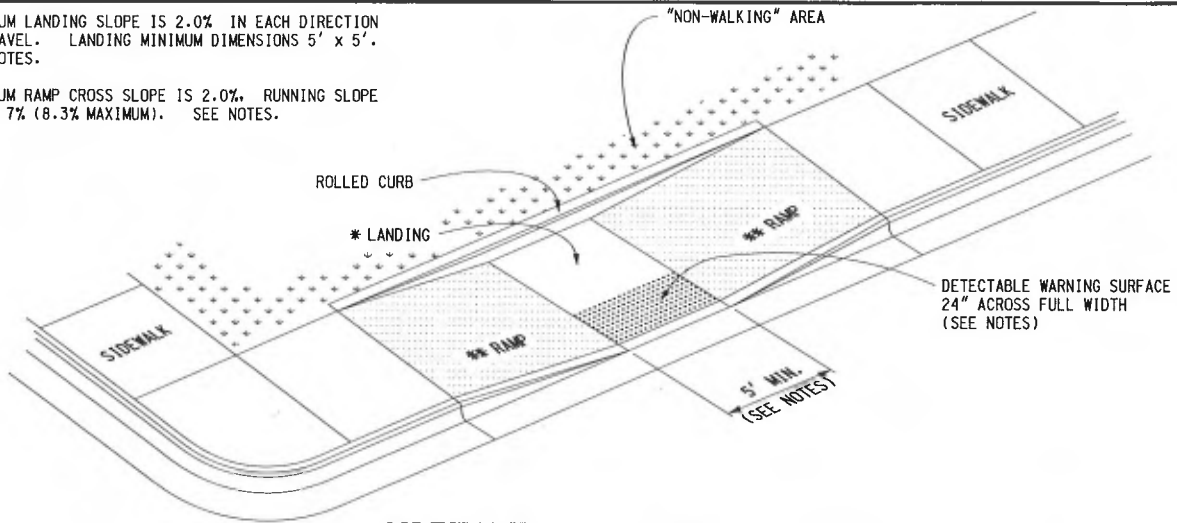 UM LANDING SLOPE IS 2.0% IN EACH DIRECTION
AVEL. LANDING MINIMUM DIMENSIONS 5' x 5'.
OTES.
UM RAMP CROSS SLOPE IS 2.0%, RUNNING SLOPE
7% (8.3% MAXIMUM). SEE NOTES.
"NON-WALKING" AREA
SIDEWALK
ROLLED CURB
* LANDING
** RAMP
DETECTABLE WARNING SURFACE
24" ACROSS FULL WIDTH
(SEE NOTES)
SIDEWALK
** RAMP
5' MIN.
(SEE NOTES)